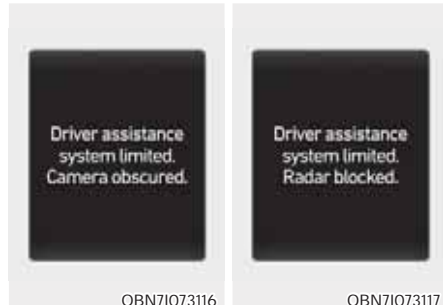 Driver assistance
system limited.
Camera obscured.
OBN7I073116
Driver assistance
system limited.
Radar blocked.
OBN7I073117